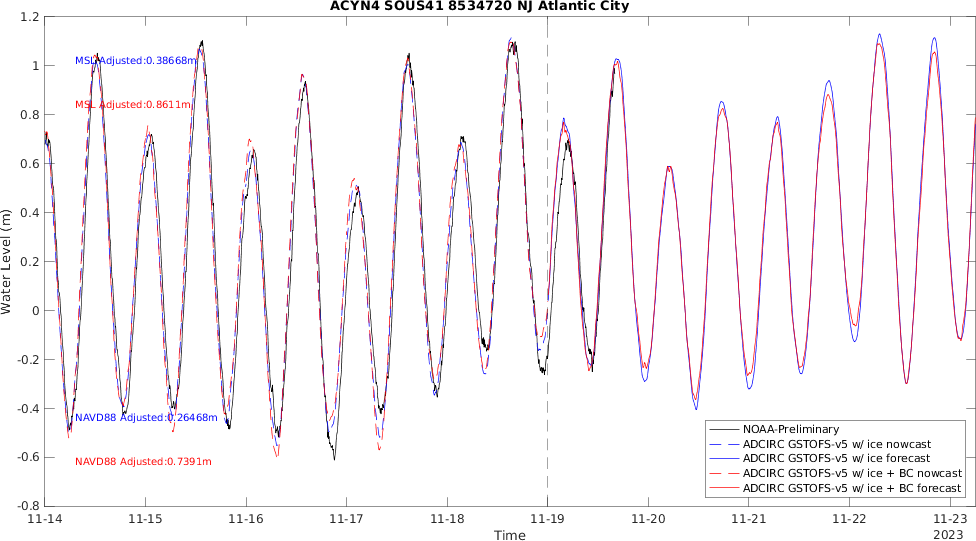 ACYN4 SOUS41 8534720 NJ Atlantic City
1.2
1
0.8
0.6
0.4
0.2
0
-0.2
-0.4
-0.6
-0.8
Water Level (m)
MSL Adjusted:0.38668m
MSL Adjusted:0.8611m
NAVD88 Adjusted:0.26468m
NAVD88 Adjusted:0.7391m
NOAA-Preliminary
ADCIRC GSTOFS-v5 w/ ice nowcast
ADCIRC GSTOFS-v5 w/ ice forecast
ADCIRC GSTOFS-v5 w/ ice + BC nowcast
ADCIRC GSTOFS-v5 w/ ice + BC forecast
11-14 11-15 11-16 11-17 11-18 11-19 11-20 11-21 11-22 11-23
Time
2023